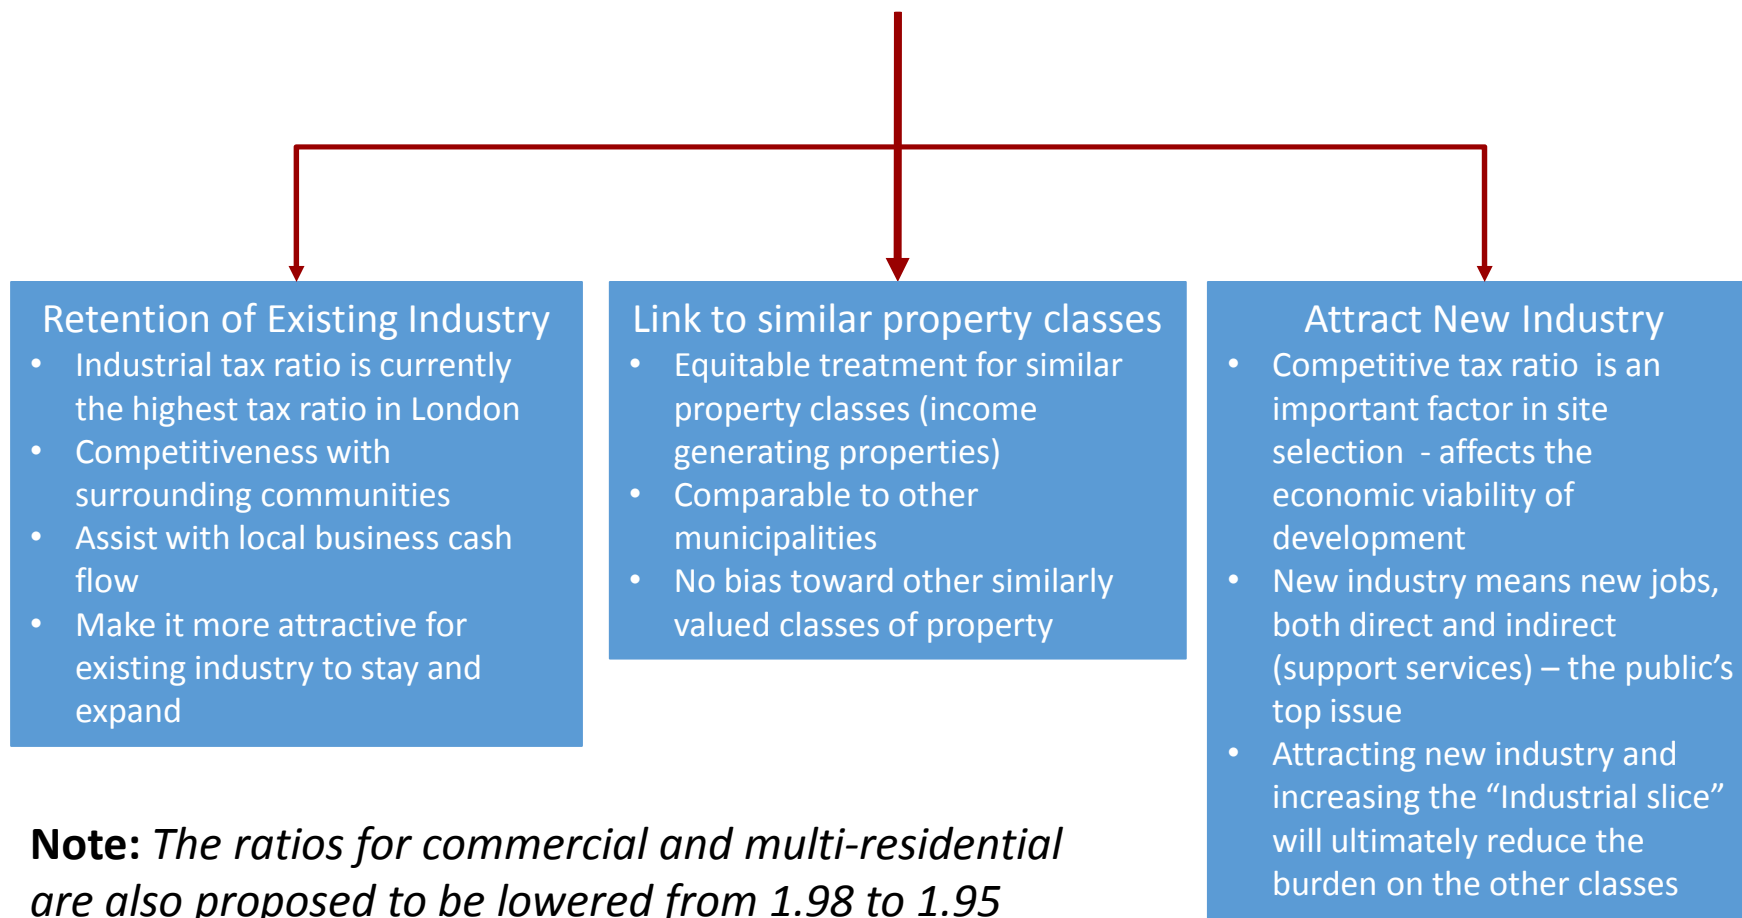 Retention of Existing Industry
• Industrial tax ratio is currently
the highest tax ratio in London
• Competitiveness with
surrounding communities
• Assist with local business cash
flow
• Make it more attractive for
existing industry to stay and
expand
Link to similar property classes
• Equitable treatment for similar
property classes (income
generating properties)
• Comparable to other
municipalities
• No bias toward other similarly
valued classes of property
Attract New Industry
• Competitive tax ratio  is an
important factor in site
selection  - affects the
economic viability of
development
• New industry means new jobs,
both direct and indirect
(support services) – the public’s
top issue
• Attracting new industry and
increasing the “Industrial slice”
will ultimately reduce the
burden on the other classes
Note: The ratios for commercial and multi-residential
are also proposed to be lowered from 1.98 to 1.95